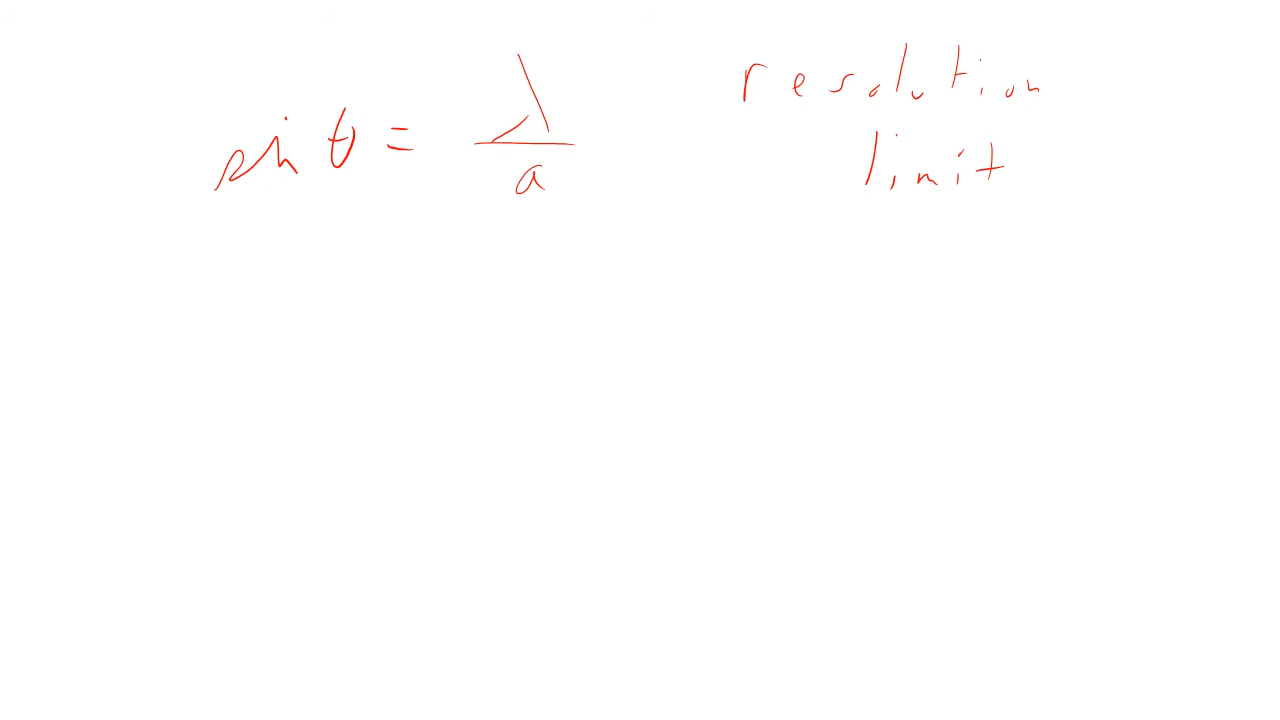 sin θ = λ/a
resolution
limit